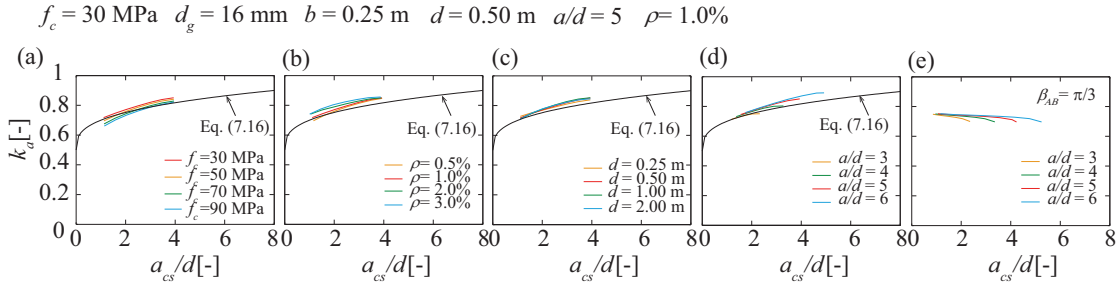 f_c = 30 MPa d_g = 16 mm b = 0.25 m d = 0.50 m a/d = 5 ρ = 1.0%
(a) (b) (c) (d) (e)
k_a[-]
1
0.8
0.6
0.4
0.2
0
Eq. (7.16)
f_c=30 MPa
f_c=50 MPa
f_c=70 MPa
f_c=90 MPa
0 2 4 6 8
a_cs/d[-]
Eq. (7.16)
ρ= 0.5%
ρ= 1.0%
ρ= 2.0%
ρ= 3.0%
0 2 4 6 8
a_cs/d[-]
Eq. (7.16)
d = 0.25 m
d = 0.50 m
d = 1.00 m
d = 2.00 m
0 2 4 6 8
a_cs/d[-]
Eq. (7.16)
a/d = 3
a/d = 4
a/d = 5
a/d = 6
0 2 4 6 8
a_cs/d[-]
β_AB = π/3
a/d = 3
a/d = 4
a/d = 5
a/d = 6
0 2 4 6 8
a_cs/d[-]